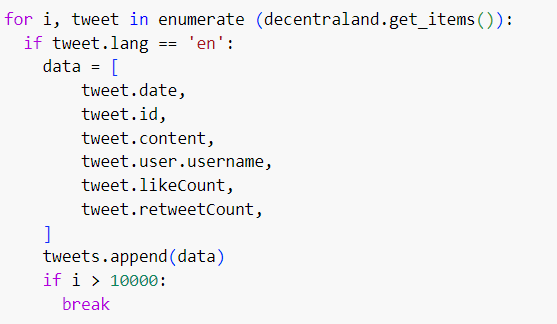 for i, tweet in enumerate (decentraland.get_items()):
  if tweet.lang == 'en':
    data = [
        tweet.date,
        tweet.id,
        tweet.content,
        tweet.user.username,
        tweet.likeCount,
        tweet.retweetCount,
    ]
    tweets.append(data)
    if i > 10000:
      break